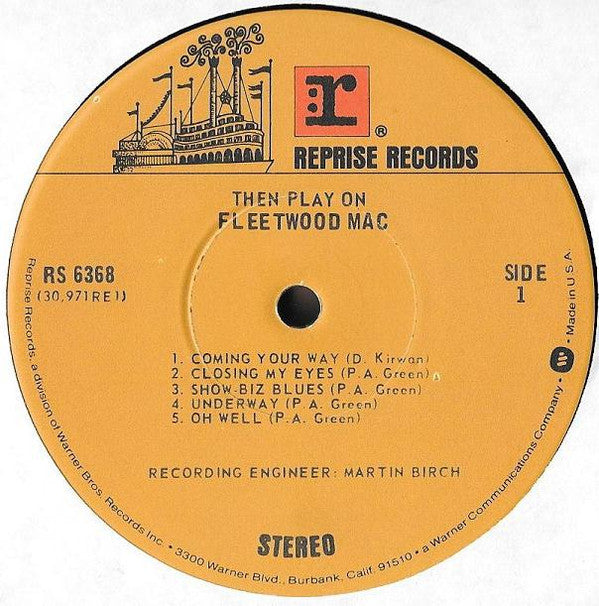 r
®
REPRISE RECORDS
THEN PLAY ON
FLEETWOOD MAC
RS 6368
(30,971RE1)
SIDE
1
1. COMING YOUR WAY (D. Kirwan)
2. CLOSING MY EYES (P.A. Green)
3. SHOW-BIZ BLUES (P.A. Green)
4. UNDERWAY (P.A. Green)
5. OH WELL (P.A. Green)
RECORDING ENGINEER: MARTIN BIRCH
STEREO
Reprise Records, a division of Warner Bros. Records Inc. • 3300 Warner Blvd., Burbank, Calif. 91510 • a Warner Communications Company • Made in U.S.A.